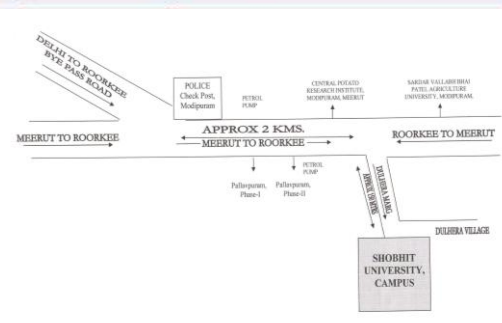 DELHI TO ROORKEE
BYE PASS ROAD
POLICE
Check Post,
Modipuram
PETROL
PUMP
CENTRAL POTATO
RESEARCH INSTITUTE,
MODIPURAM, MEERUT
SARDAR VALLABHBHAI
PATEL AGRICULTURE
UNIVERSITY, MODIPURAM,
MEERUT TO ROORKEE
APPROX 2 KMS.
MEERUT TO ROORKEE
ROORKEE TO MEERUT
PETROL
PUMP
Pallavpuram,
Phase-I
Pallavpuram,
Phase-II
DULHERA MARG
DULHERA VILLAGE
SHOBHIT
UNIVERSITY,
CAMPUS